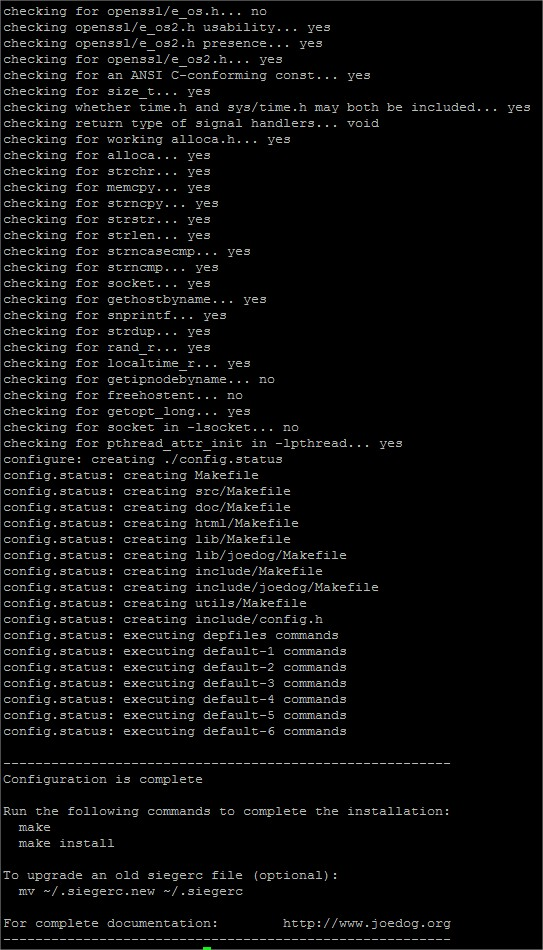 checking for openssl/e_os.h... no
checking openssl/e_os2.h usability... yes
checking openssl/e_os2.h presence... yes
checking for openssl/e_os2.h... yes
checking for an ANSI C-conforming const... yes
checking for size_t... yes
checking whether time.h and sys/time.h may both be included... yes
checking return type of signal handlers... void
checking for working alloca.h... yes
checking for alloca... yes
checking for strchr... yes
checking for memcpy... yes
checking for strncpy... yes
checking for strstr... yes
checking for strlen... yes
checking for strncasecmp... yes
checking for strncmp... yes
checking for socket... yes
checking for gethostbyname... yes
checking for snprintf... yes
checking for strdup... yes
checking for rand_r... yes
checking for localtime_r... yes
checking for getipnodebyname... no
checking for freehostent... no
checking for getopt_long... yes
checking for socket in -lsocket... no
checking for pthread_attr_init in -lpthread... yes
configure: creating ./config.status
config.status: creating Makefile
config.status: creating src/Makefile
config.status: creating doc/Makefile
config.status: creating html/Makefile
config.status: creating lib/Makefile
config.status: creating lib/joedog/Makefile
config.status: creating include/Makefile
config.status: creating include/joedog/Makefile
config.status: creating utils/Makefile
config.status: creating include/config.h
config.status: executing depfiles commands
config.status: executing default-1 commands
config.status: executing default-2 commands
config.status: executing default-3 commands
config.status: executing default-4 commands
config.status: executing default-5 commands
config.status: executing default-6 commands
--------------------------------------------------------
Configuration is complete
Run the following commands to complete the installation:
  make
  make install
To upgrade an old siegerc file (optional):
  mv ~/.siegerc.new ~/.siegerc
For complete documentation:        http://www.joedog.org
--------------------------------------------------------